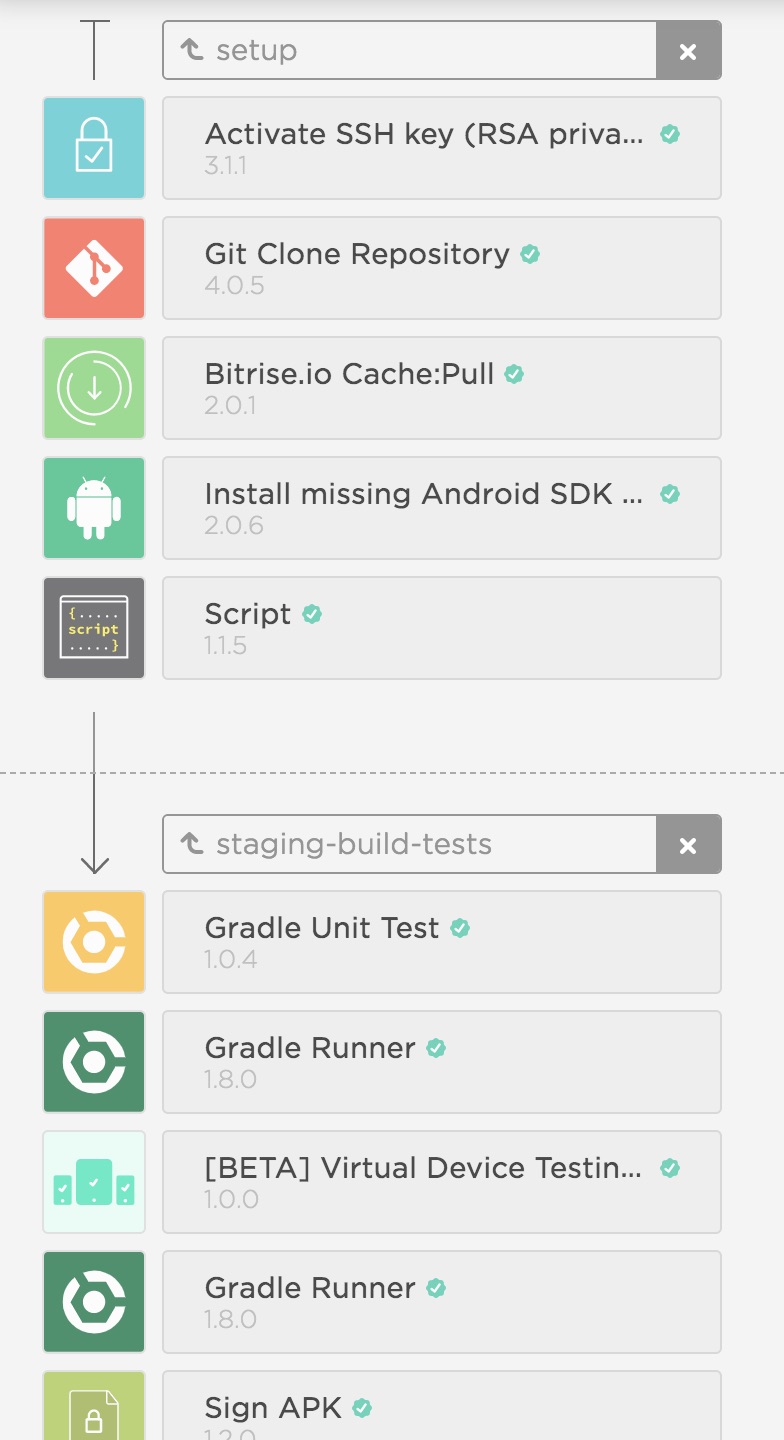 setup
Activate SSH key (RSA priva...
3.1.1
Git Clone Repository
4.0.5
Bitrise.io Cache:Pull
2.0.1
Install missing Android SDK ...
2.0.6
{.....
script
.....}
Script
1.1.5
staging-build-tests
Gradle Unit Test
1.0.4
Gradle Runner
1.8.0
[BETA] Virtual Device Testin...
1.0.0
Gradle Runner
1.8.0
Sign APK
1.2.0